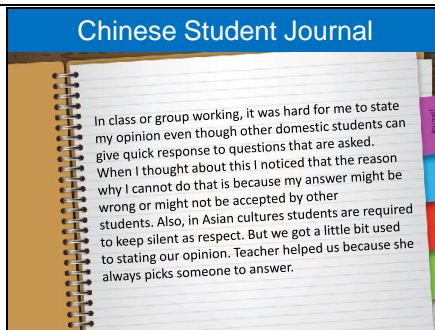 Chinese Student Journal
In class or group working, it was hard for me to state
my opinion even though other domestic students can
give quick response to questions that are asked.
When I thought about this I noticed that the reason
why I cannot do that is because my answer might be
wrong or might not be accepted by other
students. Also, in Asian cultures students are required
to keep silent as respect. But we got a little bit used
to stating our opinion. Teacher helped us because she
always picks someone to answer.